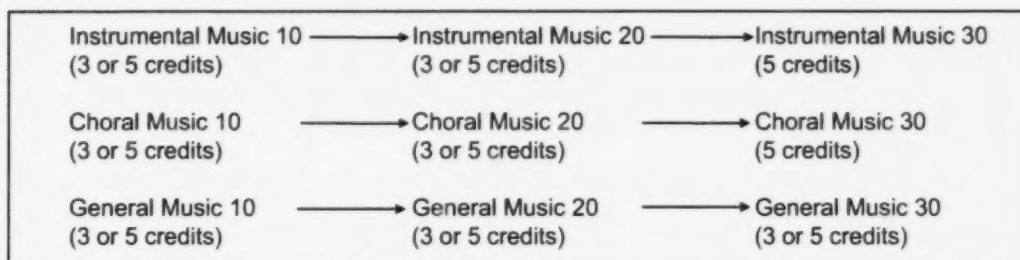 Instrumental Music 10 Instrumental Music 20 Instrumental Music 30
(3 or 5 credits) (3 or 5 credits) (5 credits)
Choral Music 10 Choral Music 20 Choral Music 30
(3 or 5 credits) (3 or 5 credits) (5 credits)
General Music 10 General Music 20 General Music 30
(3 or 5 credits) (3 or 5 credits) (3 or 5 credits)